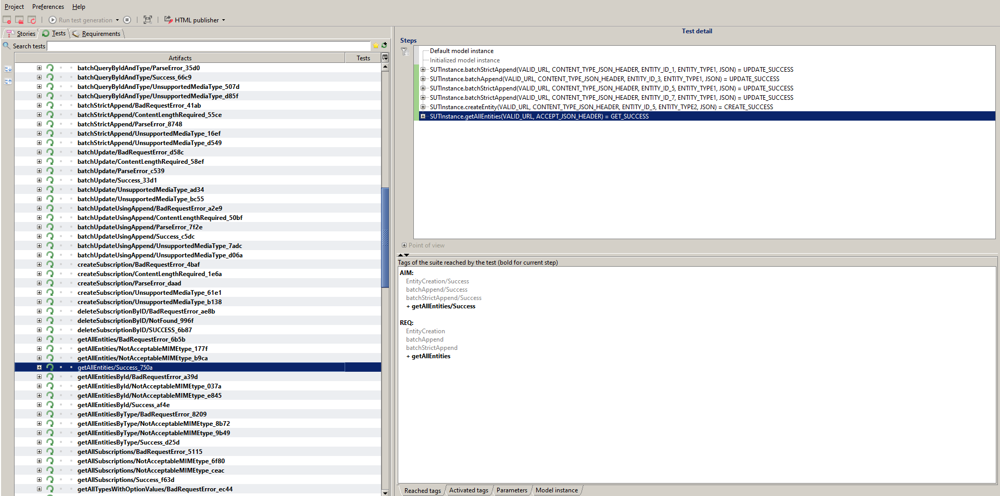 Project Preferences Help
Run test generation HTML publisher
Stories Tests Requirements
Search tests
Artifacts Tests
batchQueryByIdAndType/ParseError_35d0
batchQueryByIdAndType/Success_66c9
batchQueryByIdAndType/UnsupportedMediaType_507d
batchQueryByIdAndType/UnsupportedMediaType_d85f
batchStrictAppend/BadRequestError_41ab
batchStrictAppend/ContentLengthRequired_55ce
batchStrictAppend/ParseError_8748
batchStrictAppend/UnsupportedMediaType_16ef
batchStrictAppend/UnsupportedMediaType_d549
batchUpdate/BadRequestError_d58c
batchUpdate/ContentLengthRequired_58ef
batchUpdate/ParseError_c539
batchUpdate/Success_33d1
batchUpdate/UnsupportedMediaType_ad34
batchUpdate/UnsupportedMediaType_bc55
batchUpdateUsingAppend/BadRequestError_a2e9
batchUpdateUsingAppend/ContentLengthRequired_50bf
batchUpdateUsingAppend/ParseError_7f2e
batchUpdateUsingAppend/Success_c5dc
batchUpdateUsingAppend/UnsupportedMediaType_7adc
batchUpdateUsingAppend/UnsupportedMediaType_d06a
createSubscription/BadRequestError_4baf
createSubscription/ContentLengthRequired_1e6a
createSubscription/ParseError_daad
createSubscription/UnsupportedMediaType_61e1
createSubscription/UnsupportedMediaType_b138
deleteSubscriptionByID/BadRequestError_ae8b
deleteSubscriptionByID/NotFound_996f
deleteSubscriptionByID/SUCCESS_6b87
getAllEntities/BadRequestError_6b5b
getAllEntities/NotAcceptableMIMEtype_177f
getAllEntities/NotAcceptableMIMEtype_b9ca
getAllEntities/Success_750a
getAllEntitiesById/BadRequestError_a39d
getAllEntitiesById/NotAcceptableMIMEtype_037a
getAllEntitiesById/NotAcceptableMIMEtype_e845
getAllEntitiesById/Success_af4e
getAllEntitiesByType/BadRequestError_8209
getAllEntitiesByType/NotAcceptableMIMEtype_8b72
getAllEntitiesByType/NotAcceptableMIMEtype_9b49
getAllEntitiesByType/Success_d25d
getAllSubscriptions/BadRequestError_5115
getAllSubscriptions/NotAcceptableMIMEtype_6f80
getAllSubscriptions/NotAcceptableMIMEtype_ceac
getAllSubscriptions/Success_f63d
getAllTypesWithOptionValues/BadRequestError_ec44
Test detail
Steps
Default model instance
Initialized model instance
SUTInstance.batchStrictAppend(VALID_URL, CONTENT_TYPE_JSON_HEADER, ENTITY_ID_1, ENTITY_TYPE1, JSON) = UPDATE_SUCCESS
SUTInstance.batchAppend(VALID_URL, CONTENT_TYPE_JSON_HEADER, ENTITY_ID_3, ENTITY_TYPE1, JSON) = UPDATE_SUCCESS
SUTInstance.batchStrictAppend(VALID_URL, CONTENT_TYPE_JSON_HEADER, ENTITY_ID_5, ENTITY_TYPE1, JSON) = UPDATE_SUCCESS
SUTInstance.batchStrictAppend(VALID_URL, CONTENT_TYPE_JSON_HEADER, ENTITY_ID_7, ENTITY_TYPE1, JSON) = UPDATE_SUCCESS
SUTInstance.createEntity(VALID_URL, CONTENT_TYPE_JSON_HEADER, ENTITY_ID_5, ENTITY_TYPE2, JSON) = CREATE_SUCCESS
SUTInstance.getAllEntities(VALID_URL, ACCEPT_JSON_HEADER) = GET_SUCCESS
Point of view
Tags of the suite reached by the test (bold for current step)
AIM:
EntityCreation/Success
batchAppend/Success
batchStrictAppend/Success
+ getAllEntities/Success
REQ:
EntityCreation
batchAppend
batchStrictAppend
+ getAllEntities
Reached tags Activated tags Parameters Model instance